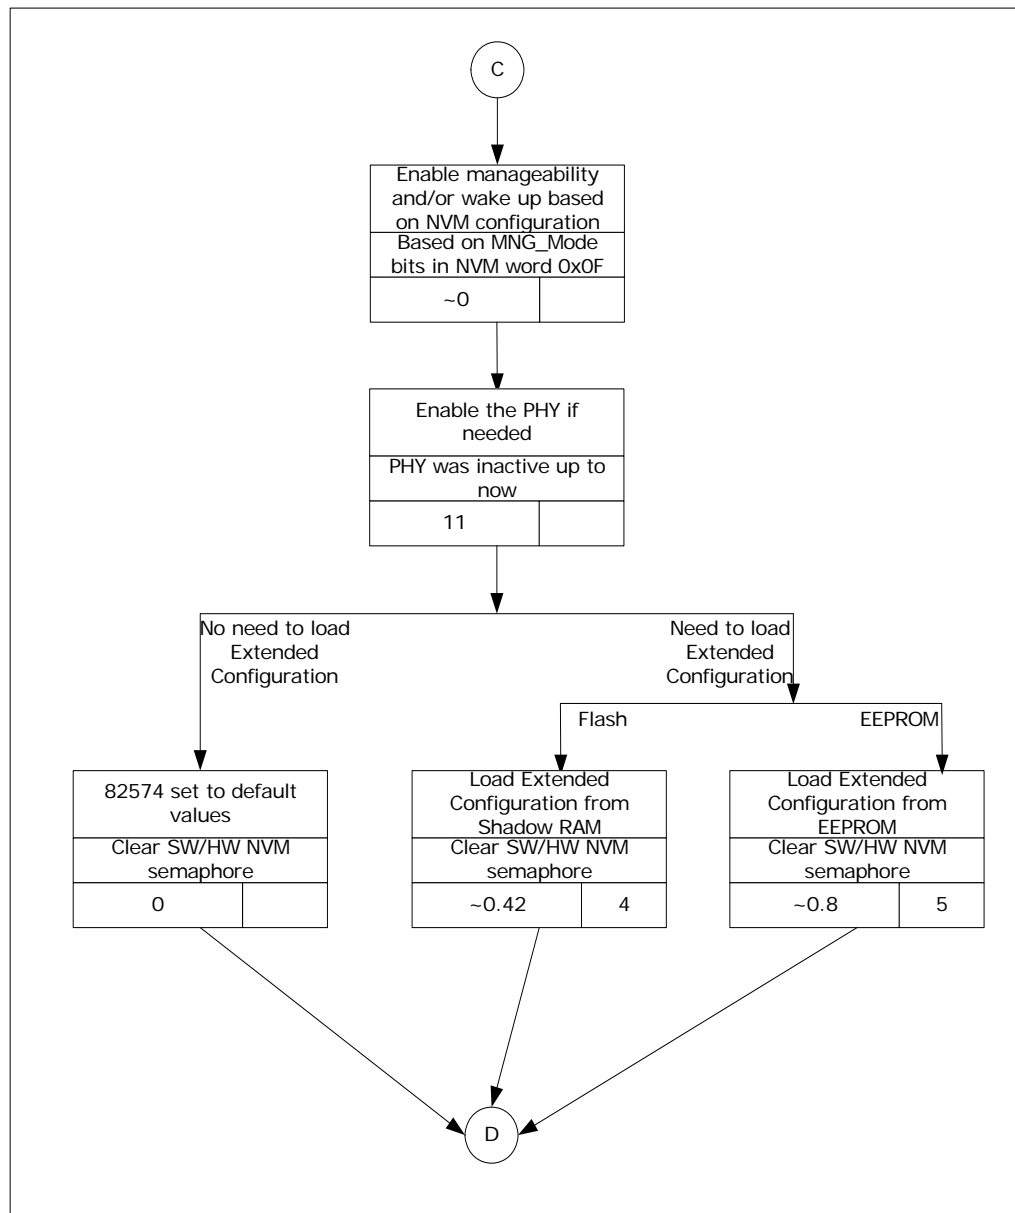 C
Enable manageability
and/or wake up based
on NVM configuration
Based on MNG_Mode
bits in NVM word 0x0F
~0
Enable the PHY if
needed
PHY was inactive up to
now
11
No need to load
Extended
Configuration
Need to load
Extended
Configuration
Flash
EEPROM
82574 set to default
values
Clear SW/HW NVM
semaphore
0
Load Extended
Configuration from
Shadow RAM
Clear SW/HW NVM
semaphore
~0.42
4
Load Extended
Configuration from
EEPROM
Clear SW/HW NVM
semaphore
~0.8
5
D